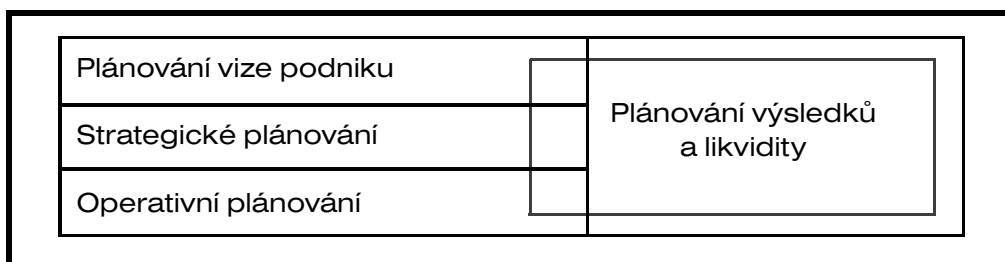 Plánování vize podniku
Strategické plánování
Operativní plánování
Plánování výsledků
a likvidity